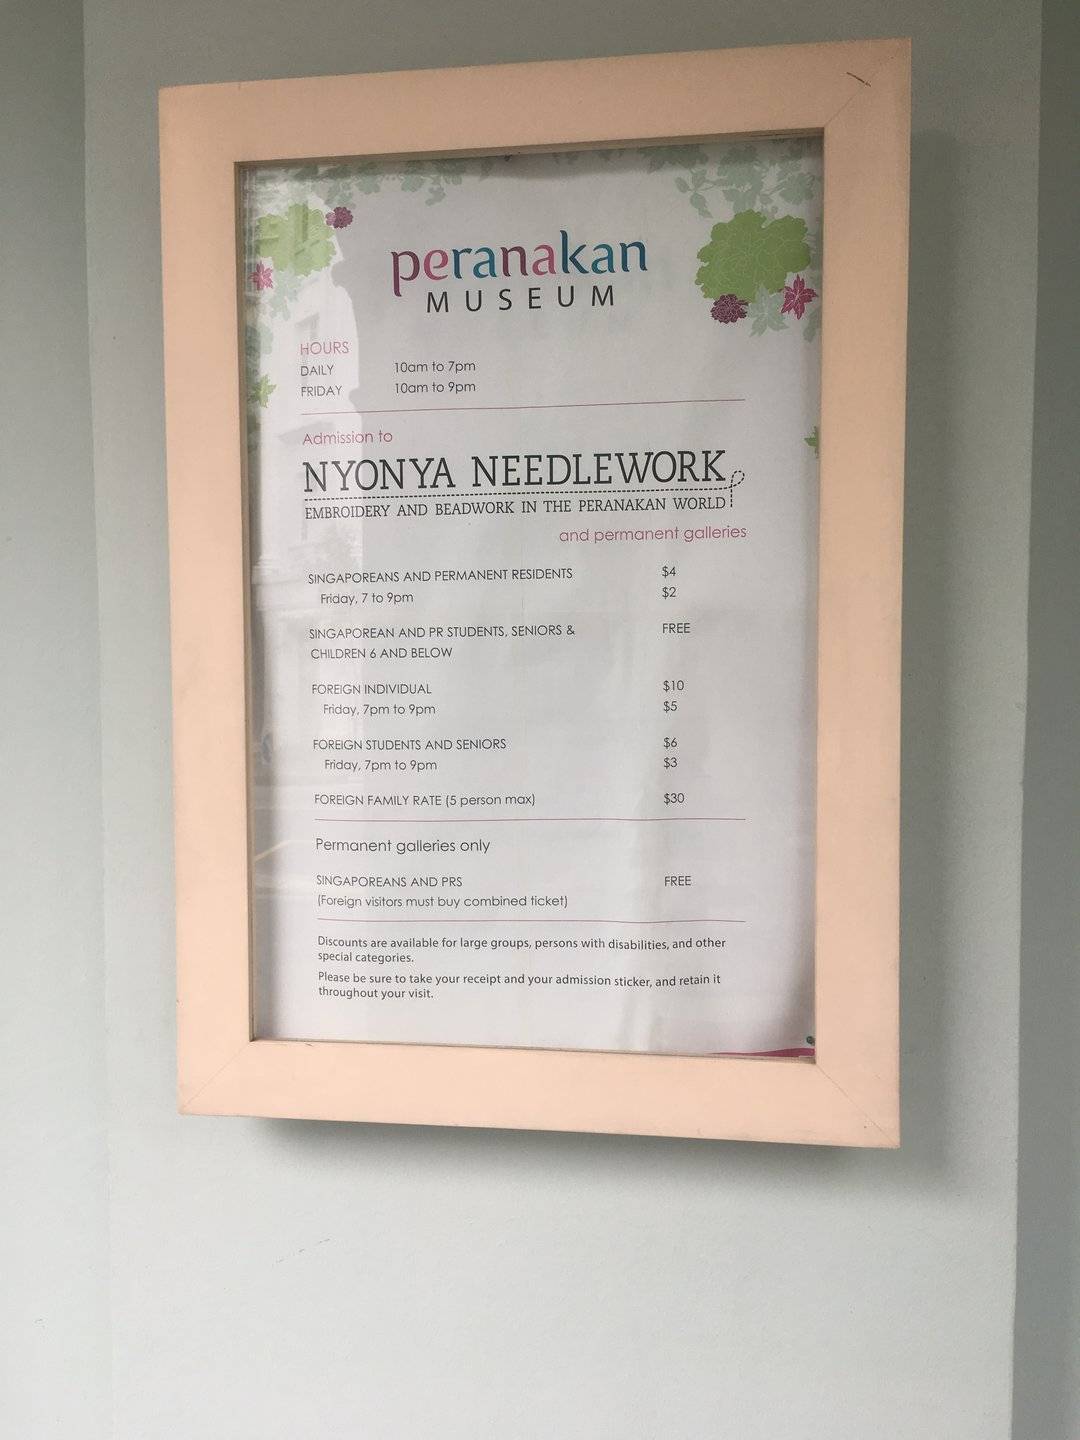 peranakan
MUSEUM
HOURS
DAILY 10am to 7pm
FRIDAY 10am to 9pm
Admission to
NYONYA NEEDLEWORK
EMBROIDERY AND BEADWORK IN THE PERANAKAN WORLD
and permanent galleries
SINGAPOREANS AND PERMANENT RESIDENTS $4
Friday, 7 to 9pm $2
SINGAPOREAN AND PR STUDENTS, SENIORS & FREE
CHILDREN 6 AND BELOW
FOREIGN INDIVIDUAL $10
Friday, 7pm to 9pm $5
FOREIGN STUDENTS AND SENIORS $6
Friday, 7pm to 9pm $3
FOREIGN FAMILY RATE (5 person max) $30
Permanent galleries only
SINGAPOREANS AND PRS FREE
(Foreign visitors must buy combined ticket)
Discounts are available for large groups, persons with disabilities, and other
special categories.
Please be sure to take your receipt and your admission sticker, and retain it
throughout your visit.